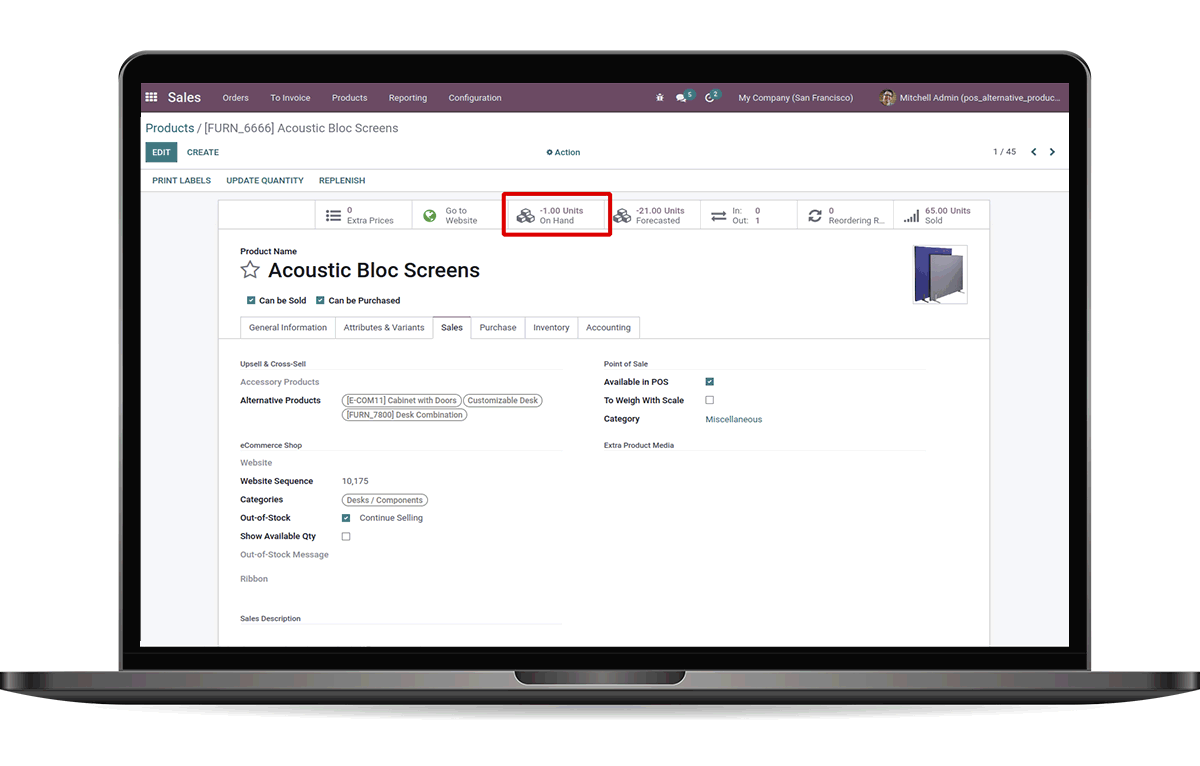 Sales Orders To Invoice Products Reporting Configuration 5 2 My Company (San Francisco) Mitchell Admin (pos_alternative_produc...
Products / [FURN_6666] Acoustic Bloc Screens
EDIT CREATE Action 1 / 45
PRINT LABELS UPDATE QUANTITY REPLENISH
0 Extra Prices
Go to Website
-1.00 Units On Hand
-21.00 Units Forecasted
In: 0 Out: 1
0 Reordering R...
65.00 Units Sold
Product Name
Acoustic Bloc Screens
Can be Sold Can be Purchased
General Information Attributes & Variants Sales Purchase Inventory Accounting
Upsell & Cross-Sell
Accessory Products
Alternative Products [E-COM11] Cabinet with Doors Customizable Desk
[FURN_7800] Desk Combination
Point of Sale
Available in POS
To Weigh With Scale
Category Miscellaneous
eCommerce Shop
Website
Website Sequence 10,175
Categories Desks / Components
Out-of-Stock Continue Selling
Show Available Qty
Out-of-Stock Message
Ribbon
Extra Product Media
Sales Description